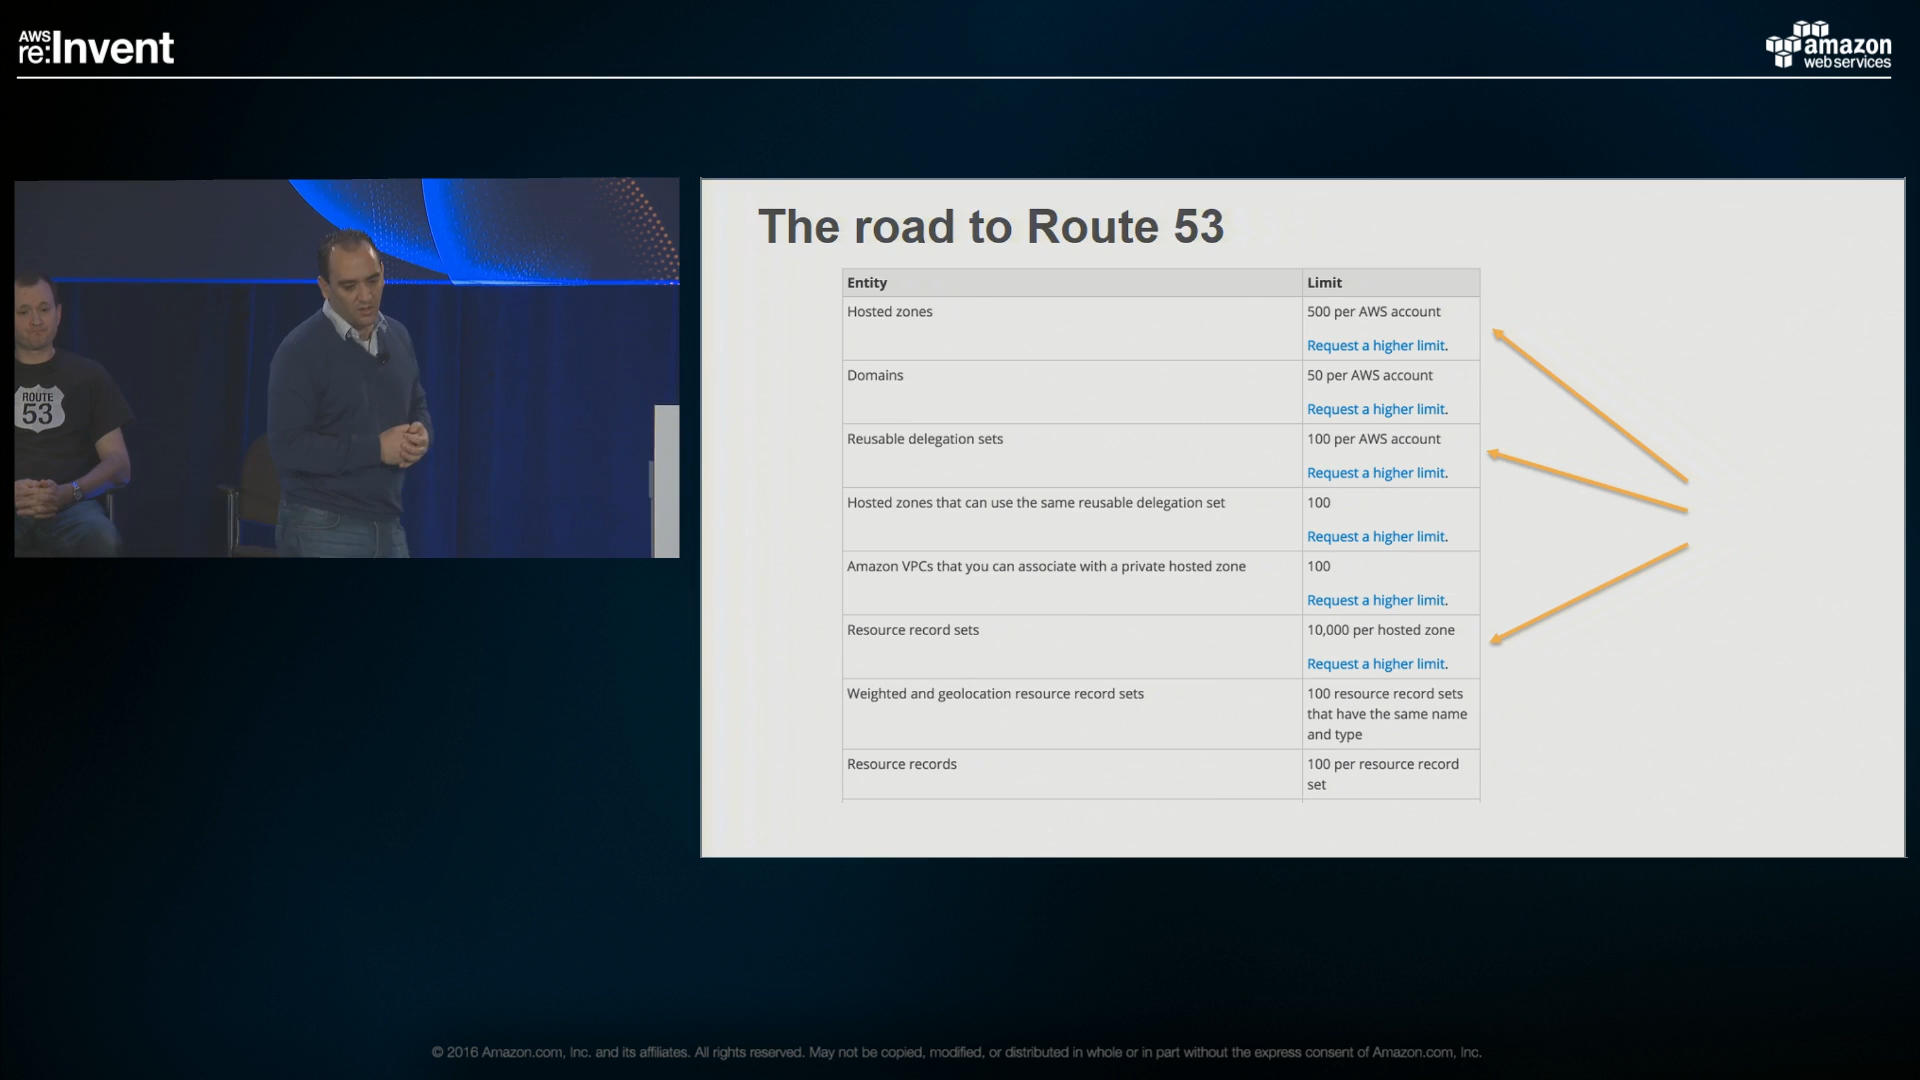 AWS
re:Invent
amazon
web services
ROUTE
53
The road to Route 53
Entity Limit
Hosted zones 500 per AWS account
Request a higher limit.
Domains 50 per AWS account
Request a higher limit.
Reusable delegation sets 100 per AWS account
Request a higher limit.
Hosted zones that can use the same reusable delegation set 100
Request a higher limit.
Amazon VPCs that you can associate with a private hosted zone 100
Request a higher limit.
Resource record sets 10,000 per hosted zone
Request a higher limit.
Weighted and geolocation resource record sets 100 resource record sets
that have the same name
and type
Resource records 100 per resource record
set
© 2016 Amazon.com, Inc. and its affiliates. All rights reserved. May not be copied, modified, or distributed in whole or in part without the express consent of Amazon.com, Inc.